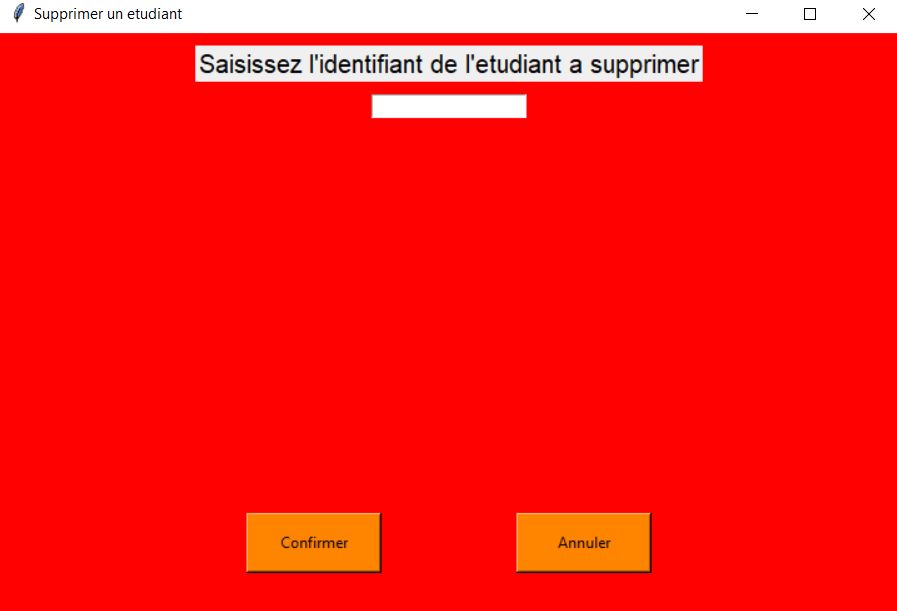 Supprimer un etudiant
Saisissez l'identifiant de l'etudiant a supprimer
Confirmer
Annuler